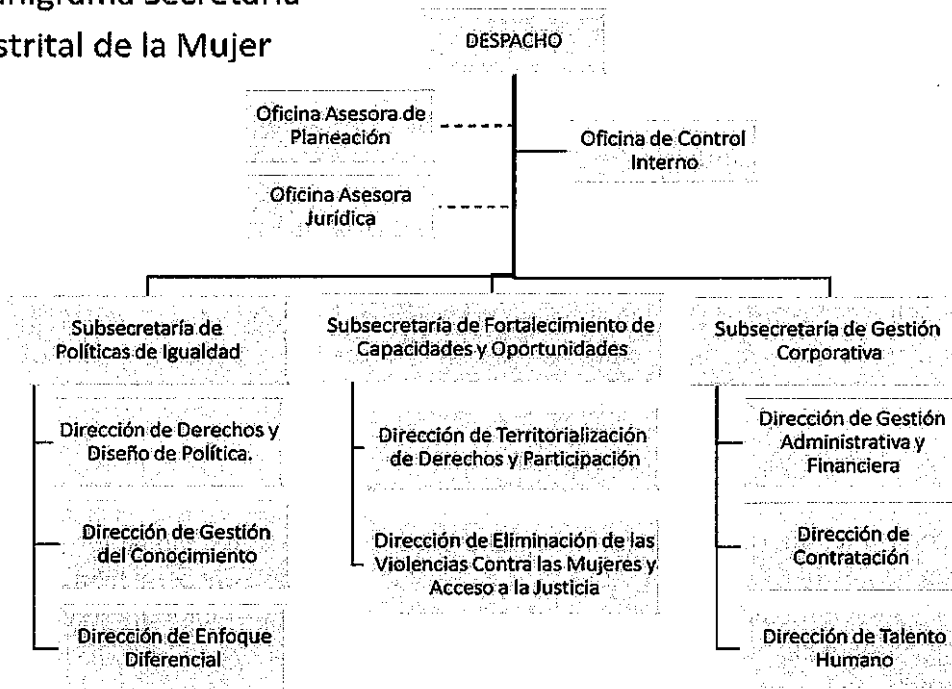 strital de la Mujer
DESPACHO
Oficina Asesora de
Planeación
Oficina de Control
Interno
Oficina Asesora
Jurídica
Subsecretaría de
Políticas de Igualdad
Subsecretaría de Fortalecimiento de
Capacidades y Oportunidades
Subsecretaría de Gestión
Corporativa
Dirección de Derechos y
Diseño de Política.
Dirección de Gestión
del Conocimiento
Dirección de Enfoque
Diferencial
Dirección de Territorialización
de Derechos y Participación
Dirección de Eliminación de las
Violencias Contra las Mujeres y
Acceso a la Justicia
Dirección de Gestión
Administrativa y
Financiera
Dirección de
Contratación
Dirección de Talento
Humano